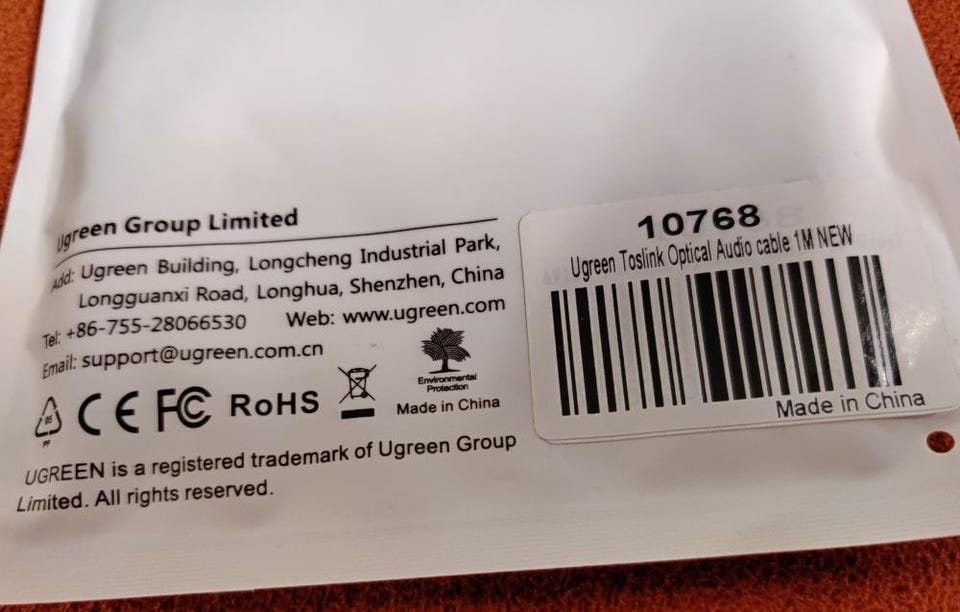 Ugreen Group Limited
Add: Ugreen Building, Longcheng Industrial Park,
Longguanxi Road, Longhua, Shenzhen, China
Tel: +86-755-28066530 Web: www.ugreen.com
Email: support@ugreen.com.cn
Environmental
Protection
05
PP
CE FC RoHS
Made in China
UGREEN is a registered trademark of Ugreen Group
Limited. All rights reserved.
10768
Ugreen Toslink Optical Audio cable 1M NEW
Made in China